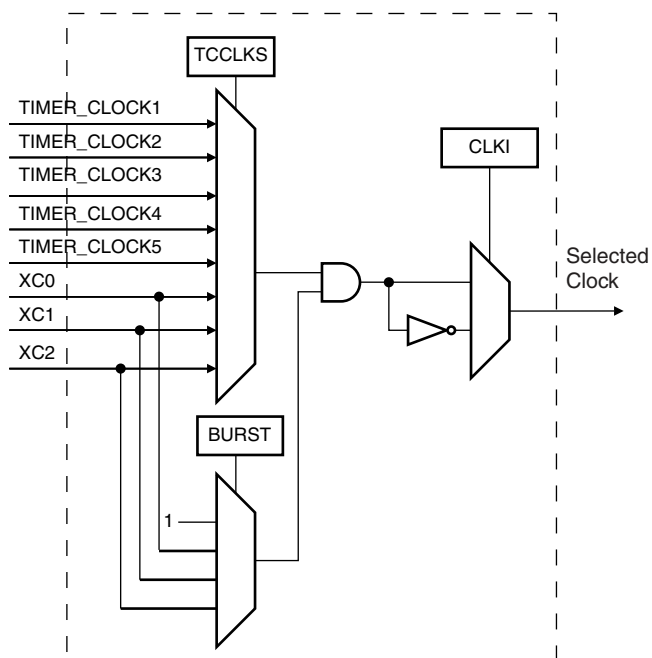 TCCLKS
TIMER_CLOCK1
TIMER_CLOCK2
TIMER_CLOCK3
TIMER_CLOCK4
TIMER_CLOCK5
XC0
XC1
XC2
CLKI
Selected
Clock
BURST
1